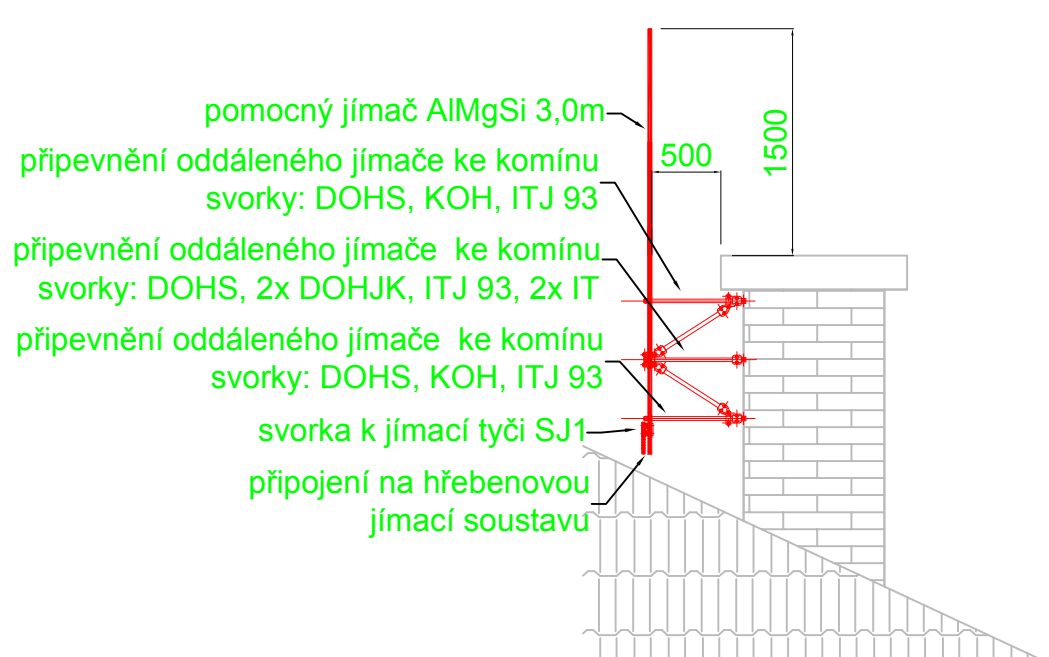 pomocný jímač AlMgSi 3,0m
připevnění oddáleného jímače ke komínu
svorky: DOHS, KOH, ITJ 93
připevnění oddáleného jímače ke komínu
svorky: DOHS, 2x DOHJK, ITJ 93, 2x IT
připevnění oddáleného jímače ke komínu
svorky: DOHS, KOH, ITJ 93
svorka k jímací tyči SJ1
připojení na hřebenovou
jímací soustavu
500
1500